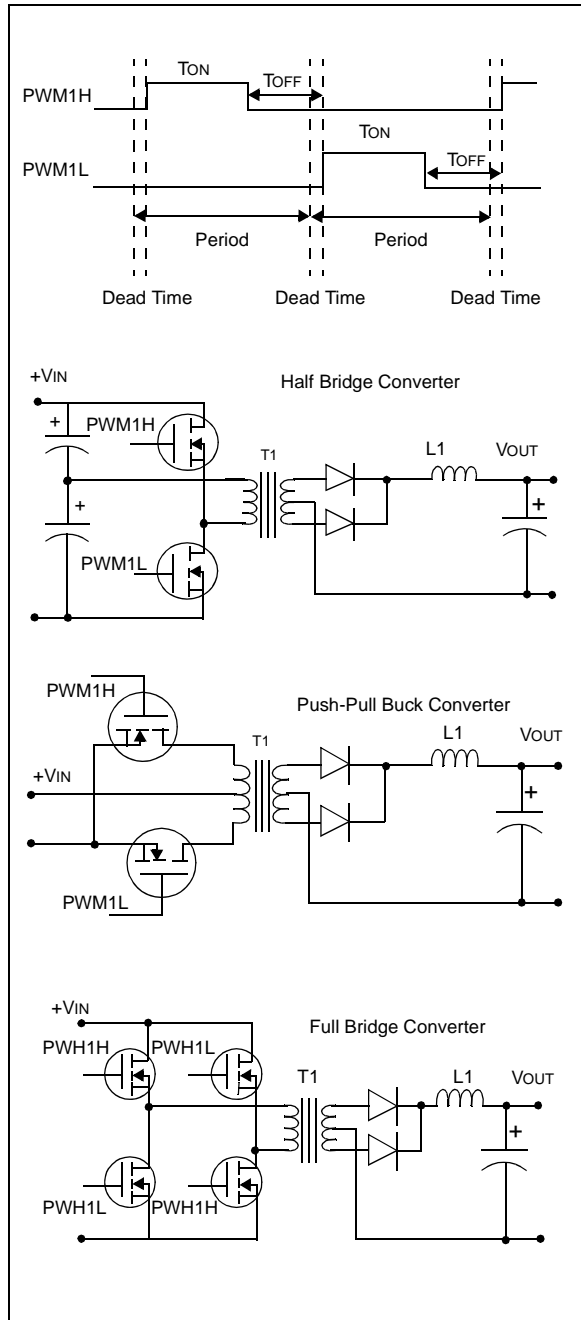 TON
PWM1H
TOFF
TON
PWM1L
TOFF
Period Period
Dead Time Dead Time Dead Time
+VIN
Half Bridge Converter
+
PWM1H
T1
L1
VOUT
+
+
PWM1L
PWM1H
Push-Pull Buck Converter
T1
L1
VOUT
+VIN
+
PWM1L
+VIN
Full Bridge Converter
PWH1H PWH1L
T1
L1
VOUT
+
PWH1L PWH1H